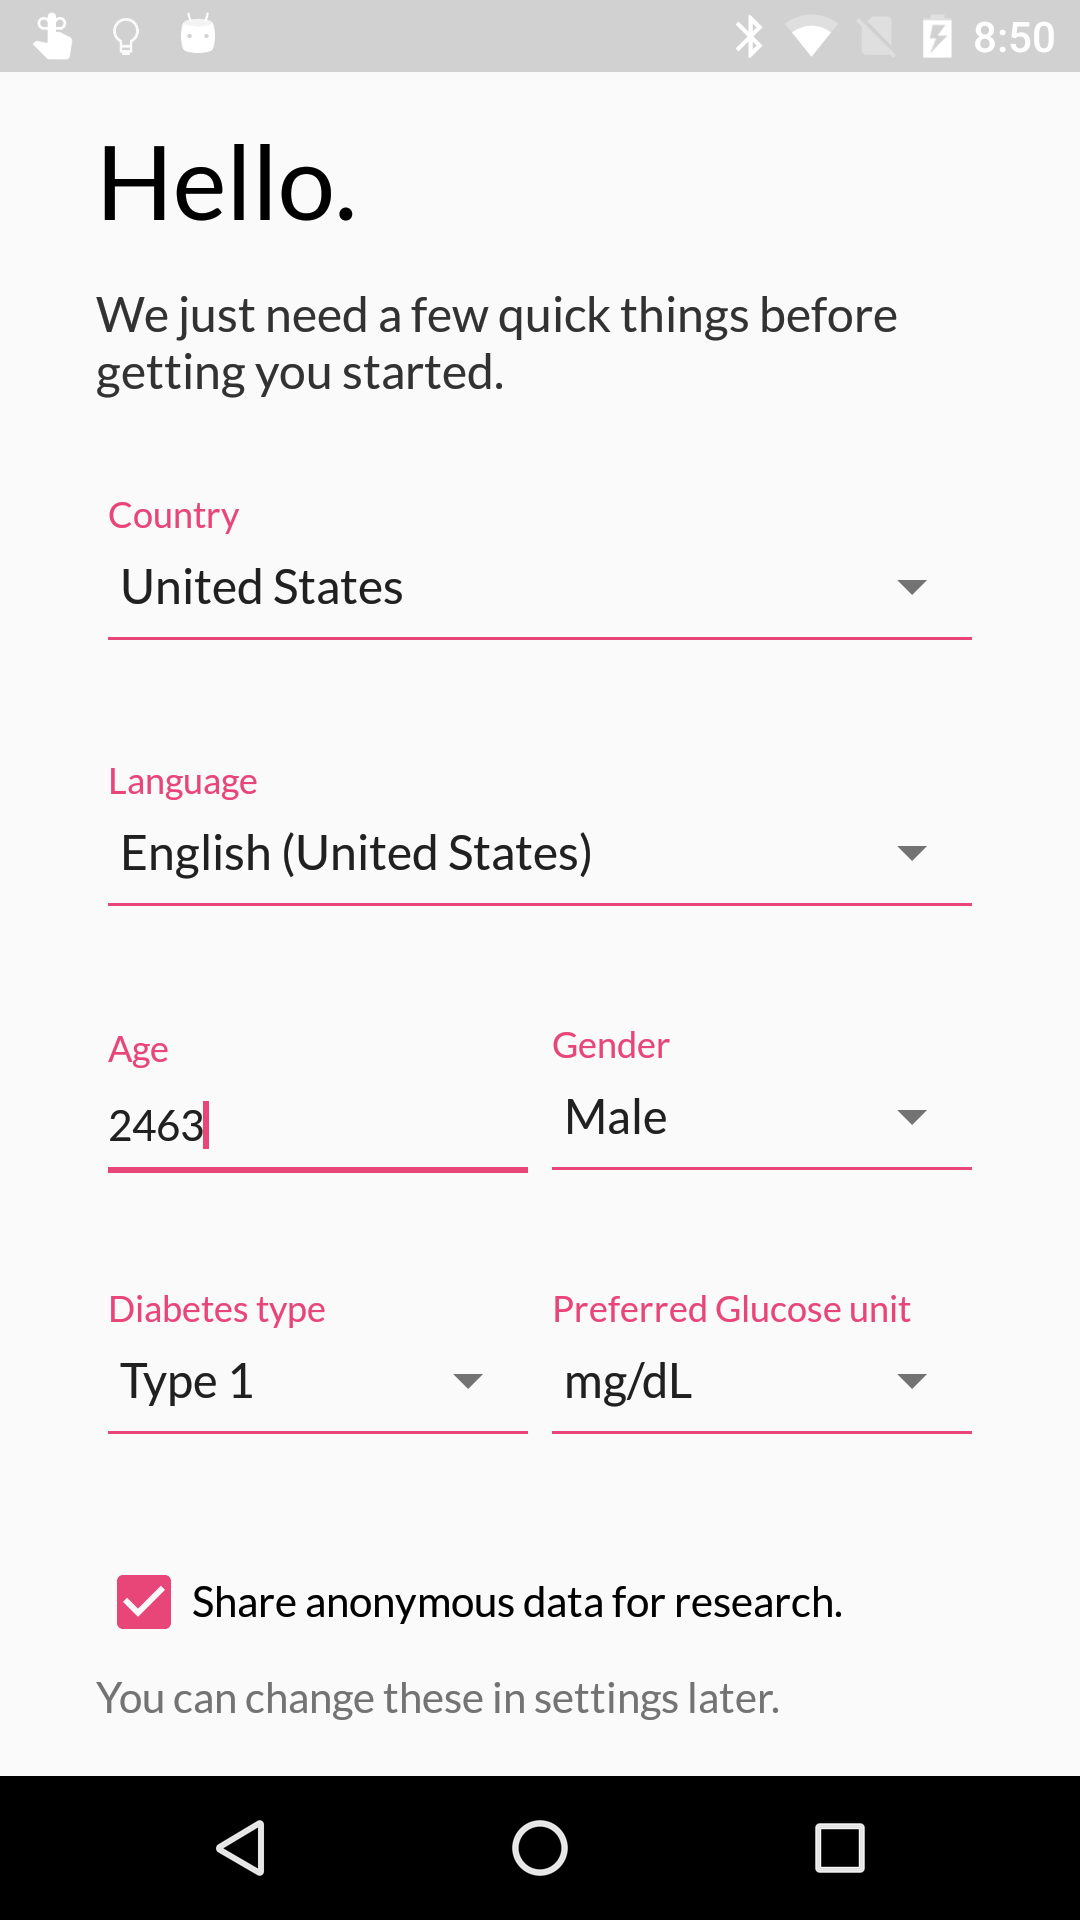 8:50
Hello.
We just need a few quick things before
getting you started.
Country
United States
Language
English (United States)
Age
Gender
2463
Male
Diabetes type
Preferred Glucose unit
Type 1
mg/dL
Share anonymous data for research.
You can change these in settings later.